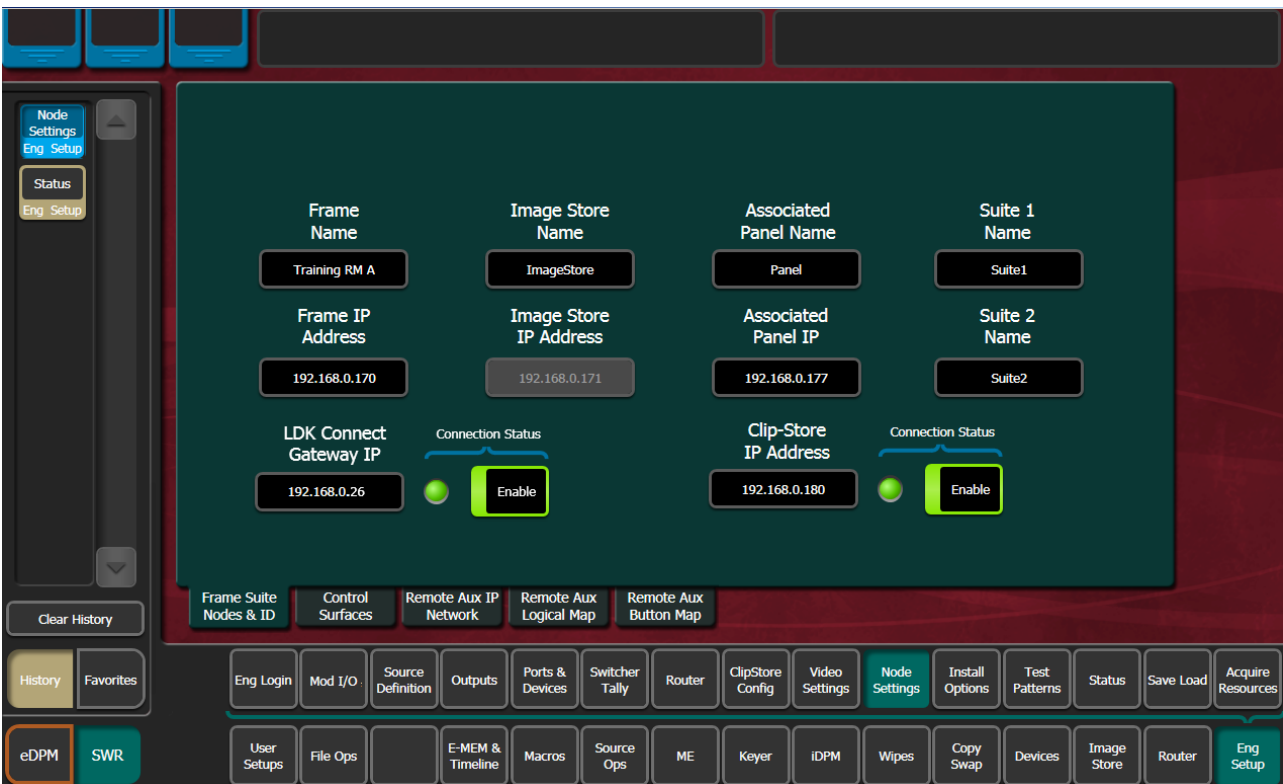 Node
Settings
Eng Setup
Status
Eng Setup
Frame
Name
Image Store
Name
Associated
Panel Name
Suite 1
Name
Training RM A
ImageStore
Panel
Suite1
Frame IP
Address
Image Store
IP Address
Associated
Panel IP
Suite 2
Name
192.168.0.170
192.168.0.171
192.168.0.177
Suite2
LDK Connect
Gateway IP
Connection Status
Clip-Store
IP Address
Connection Status
192.168.0.26
Enable
192.168.0.180
Enable
Frame Suite
Nodes & ID
Control
Surfaces
Remote Aux IP
Network
Remote Aux
Logical Map
Remote Aux
Button Map
Clear History
History
Favorites
Eng Login
Mod I/O
Source
Definition
Outputs
Ports &
Devices
Switcher
Tally
Router
ClipStore
Config
Video
Settings
Node
Settings
Install
Options
Test
Patterns
Status
Save Load
Acquire
Resources
eDPM
SWR
User
Setups
File Ops
E-MEM &
Timeline
Macros
Source
Ops
ME
Keyer
iDPM
Wipes
Copy
Swap
Devices
Image
Store
Router
Eng
Setup